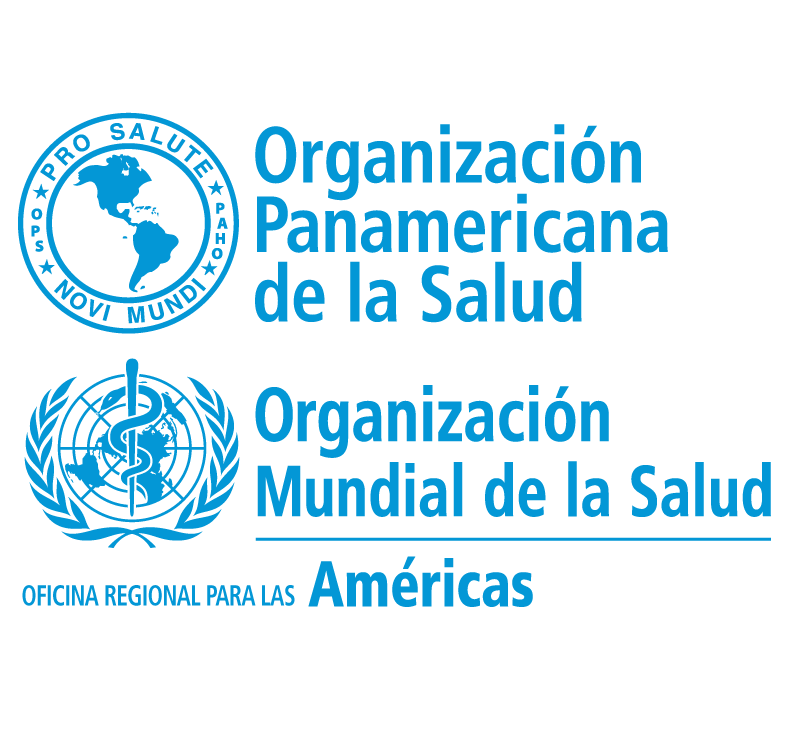 PRO SALUTE
OPS
PAHO
NOVI MUNDI
Organización
Panamericana
de la Salud
Organización
Mundial de la Salud
OFICINA REGIONAL PARA LAS Américas